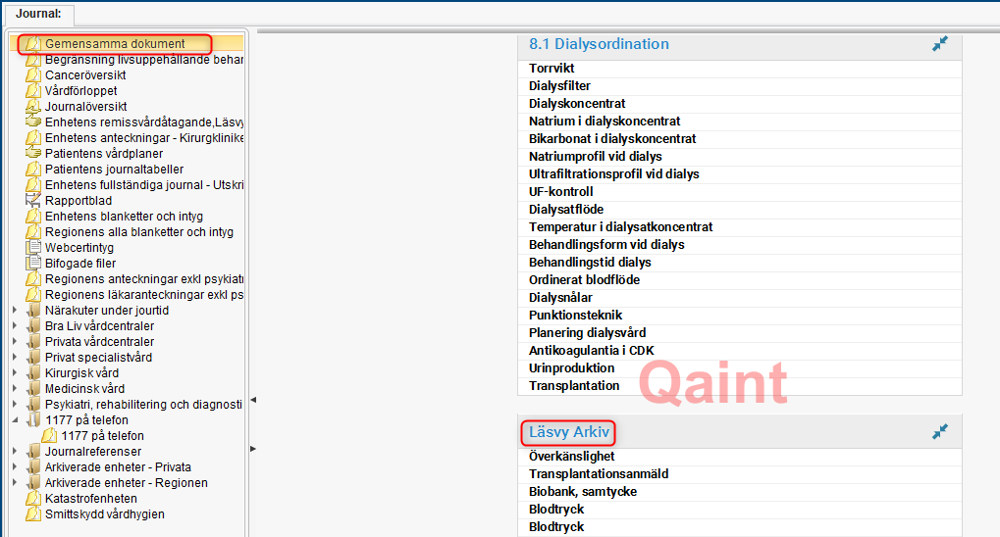 Journal:
Gemensamma dokument
Begränsning livsuppehållande behar
Canceröversikt
Vårdförloppet
Journalöversikt
Enhetens remissvårdåtagande,Läsvy
Enhetens anteckningar - Kirurgklinike
Patientens vårdplaner
Patientens journaltabeller
Enhetens fullständiga journal - Utskri
Rapportblad
Enhetens blanketter och intyg
Regionens alla blanketter och intyg
Webcertintyg
Bifogade filer
Regionens anteckningar exkl psykiatri
Regionens läkaranteckningar exkl ps
Närakuter under jourtid
Bra Liv vårdcentraler
Privata vårdcentraler
Privat specialistvård
Kirurgisk vård
Medicinsk vård
Psykiatri, rehabilitering och diagnosti
1177 på telefon
1177 på telefon
Journalreferenser
Arkiverade enheter - Privata
Arkiverade enheter - Regionen
Katastrofenheten
Smittskydd vårdhygien
8.1 Dialysordination
Torrvikt
Dialysfilter
Dialyskoncentrat
Natrium i dialyskoncentrat
Bikarbonat i dialyskoncentrat
Natriumprofil vid dialys
Ultrafiltrationsprofil vid dialys
UF-kontroll
Dialysatflöde
Temperatur i dialysatkoncentrat
Behandlingsform vid dialys
Behandlingstid dialys
Ordinerat blodflöde
Dialysnålar
Punktionsteknik
Planering dialysvård
Antikoagulantia i CDK
Urinproduktion
Transplantation
Qaint
Läsvy Arkiv
Överkänslighet
Transplantationsanmäld
Biobank, samtycke
Blodtryck
Blodtryck